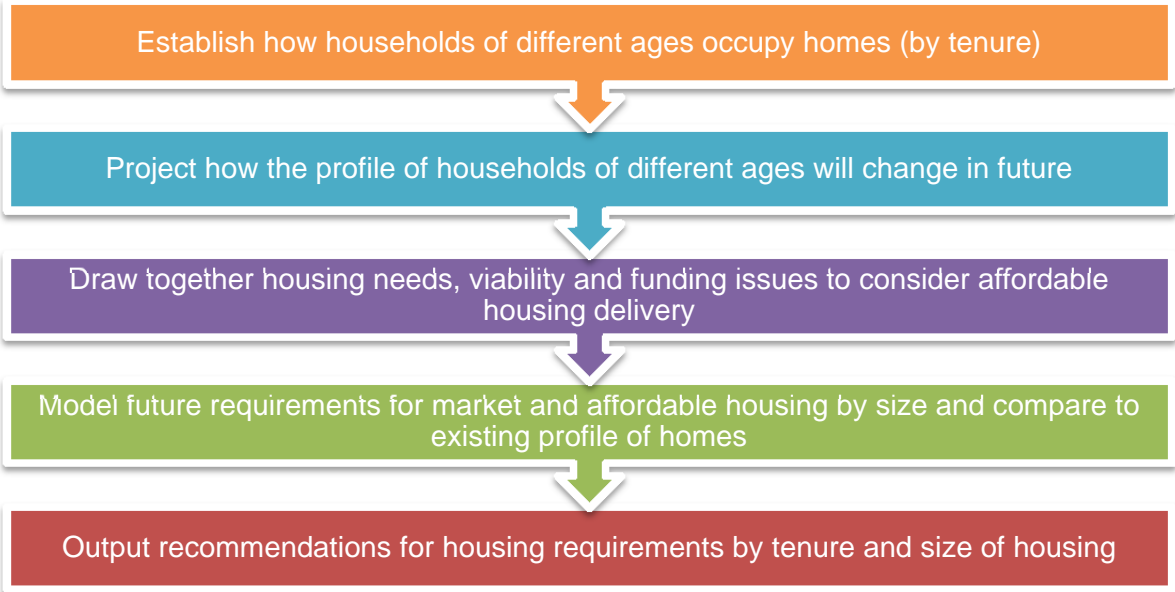 Establish how households of different ages occupy homes (by tenure)
Project how the profile of households of different ages will change in future
Draw together housing needs, viability and funding issues to consider affordable
housing delivery
Model future requirements for market and affordable housing by size and compare to
existing profile of homes
Output recommendations for housing requirements by tenure and size of housing